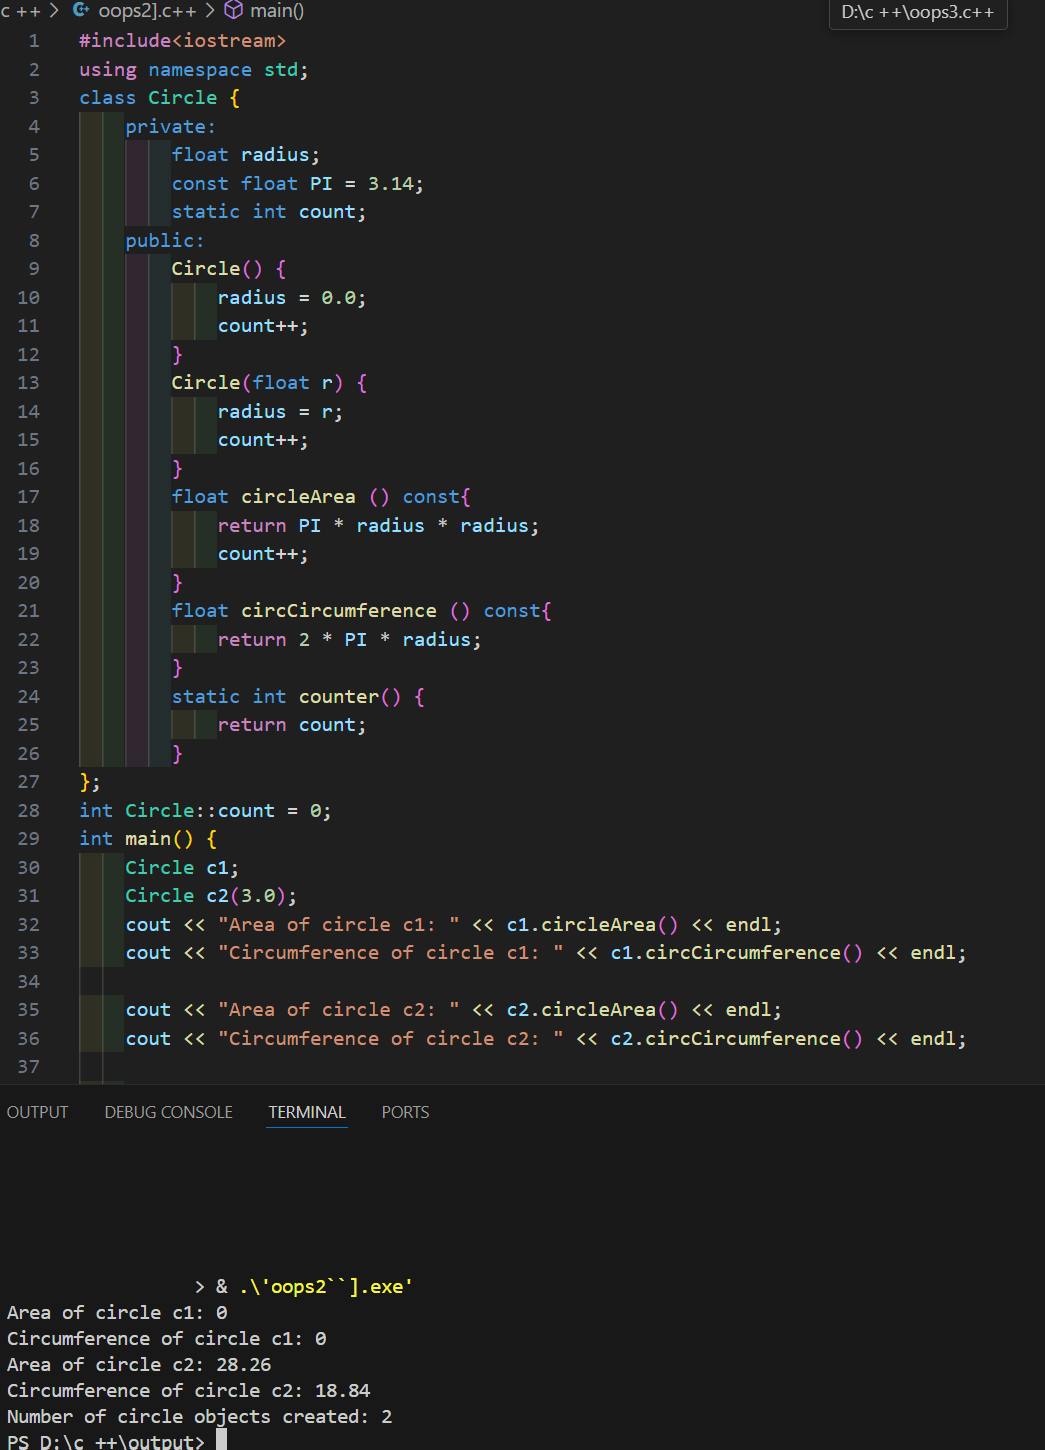 c ++ > oops2].c++ > main()
D:\c ++\oops3.c++
1 #include<iostream>
2 using namespace std;
3 class Circle {
4 private:
5 float radius;
6 const float PI = 3.14;
7 static int count;
8 public:
9 Circle() {
10 radius = 0.0;
11 count++;
12 }
13 Circle(float r) {
14 radius = r;
15 count++;
16 }
17 float circleArea () const{
18 return PI * radius * radius;
19 count++;
20 }
21 float circCircumference () const{
22 return 2 * PI * radius;
23 }
24 static int counter() {
25 return count;
26 }
27 };
28 int Circle::count = 0;
29 int main() {
30 Circle c1;
31 Circle c2(3.0);
32 cout << "Area of circle c1: " << c1.circleArea() << endl;
33 cout << "Circumference of circle c1: " << c1.circCircumference() << endl;
34
35 cout << "Area of circle c2: " << c2.circleArea() << endl;
36 cout << "Circumference of circle c2: " << c2.circCircumference() << endl;
37
OUTPUT DEBUG CONSOLE TERMINAL PORTS
> & .\'oops2``].exe'
Area of circle c1: 0
Circumference of circle c1: 0
Area of circle c2: 28.26
Circumference of circle c2: 18.84
Number of circle objects created: 2
PS D:\c ++\output>